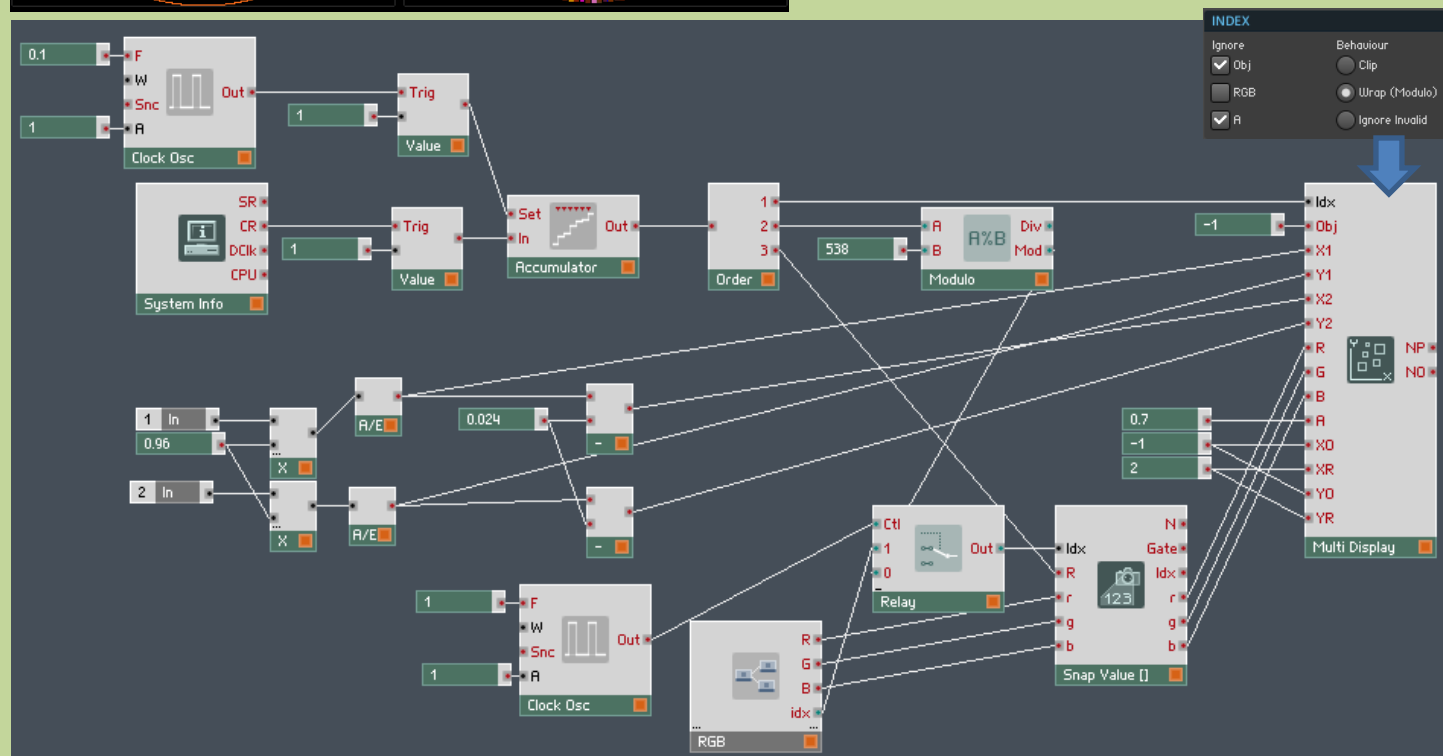 INDEX
Ignore Behaviour
Obj Clip
RGB Wrap (Modulo)
A Ignore Invalid
0.1
1
F
W
Snc
A
Out
Clock Osc
1
Trig
Value
SR
CR
DClk
CPU
System Info
1
Trig
Value
Set
In
Out
Accumulator
1
2
3
Order
538
A
B
A%B
Div
Mod
Modulo
-1
Idx
Obj
X1
Y1
X2
Y2
R
G
B
A
XO
XR
YO
YR
Y
X
NP
NO
Multi Display
0.7
-1
2
1 In
0.96
2 In
...
X
...
X
A/E
A/E
0.024
-
-
1
1
F
W
Snc
A
Out
Clock Osc
R
G
B
idx
... ...
RGB
Ctl
1
0
Out
Relay
Idx
R
r
g
b
123
N
Gate
Idx
r
g
b
Snap Value []